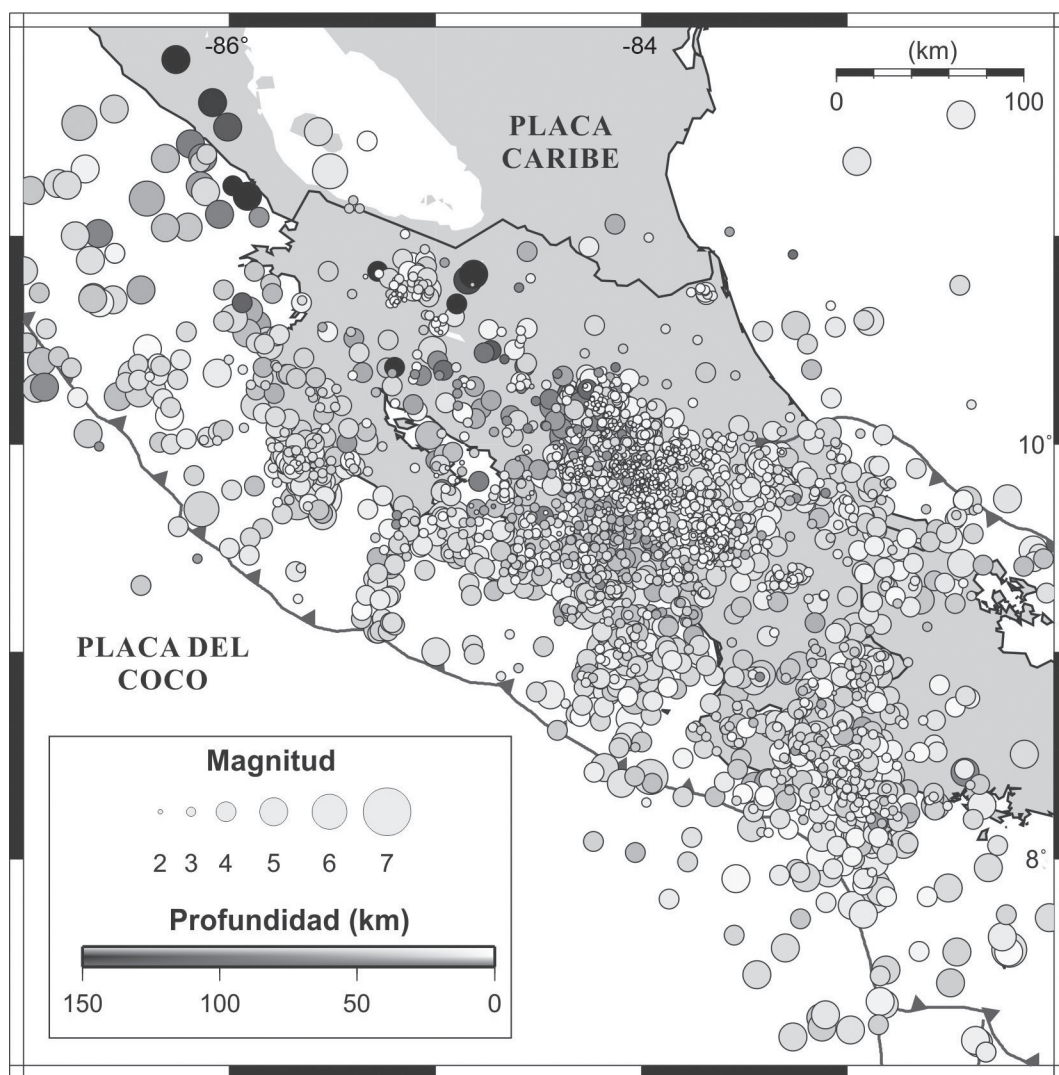 -86°
-84
(km)
0 100
PLACA
CARIBE
10°
PLACA DEL
COCO
8°
Magnitud
2 3 4 5 6 7
Profundidad (km)
150 100 50 0